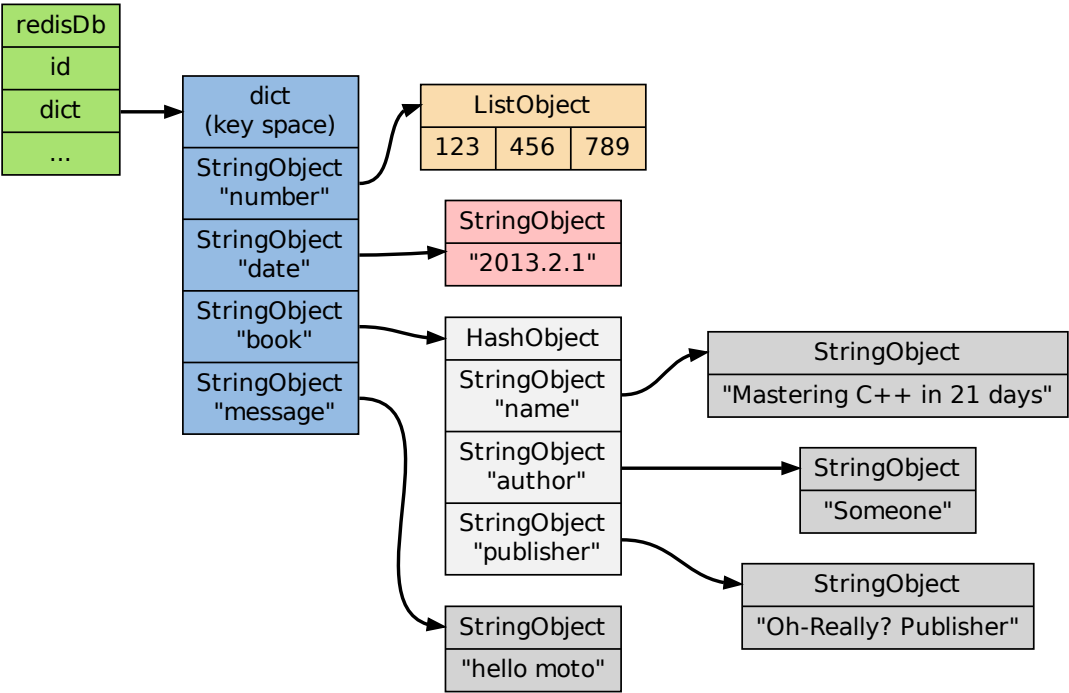 redisDb
id
dict
...
dict
(key space)
StringObject
"number"
StringObject
"date"
StringObject
"book"
StringObject
"message"
ListObject
123
456
789
StringObject
"2013.2.1"
HashObject
StringObject
"name"
StringObject
"author"
StringObject
"publisher"
StringObject
"Mastering C++ in 21 days"
StringObject
"Someone"
StringObject
"Oh-Really? Publisher"
StringObject
"hello moto"